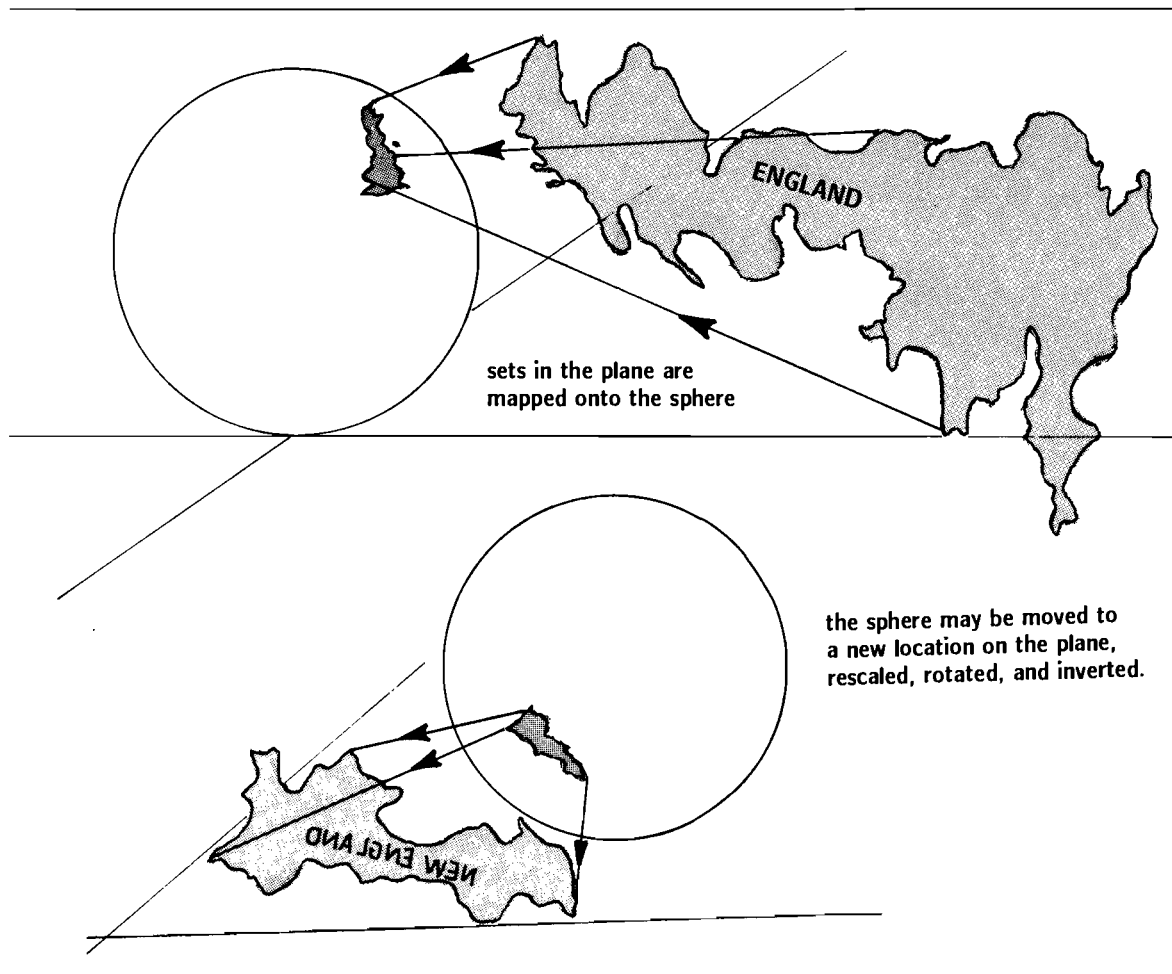 ENGLAND
sets in the plane are
mapped onto the sphere
the sphere may be moved to
a new location on the plane,
rescaled, rotated, and inverted.
NEW ENGLAND